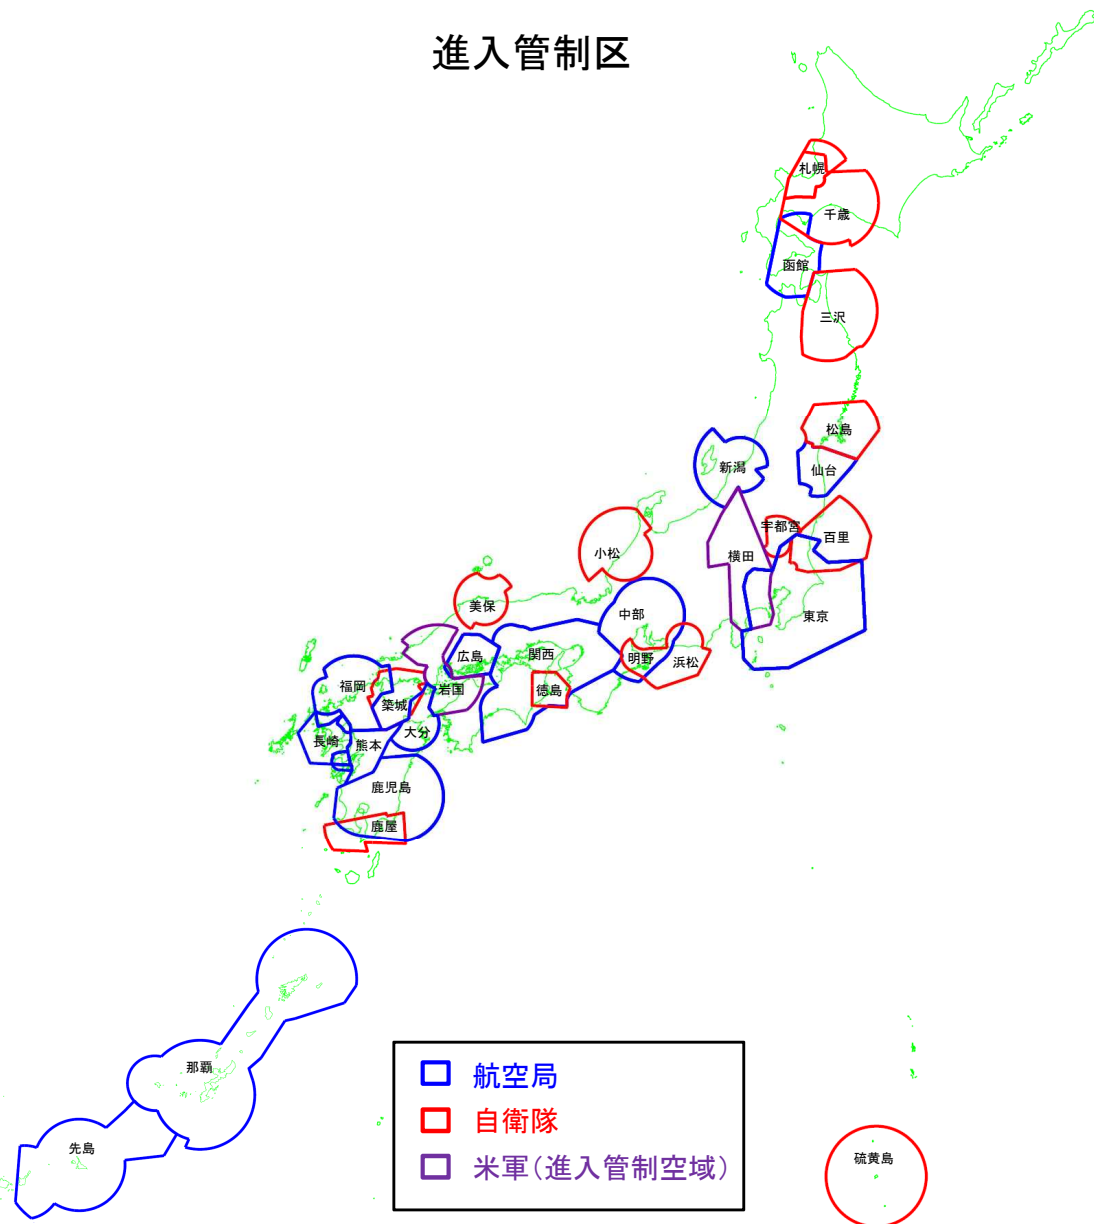 進入管制区
札幌
千歳
函館
三沢
松島
仙台
新潟
宇都宮
百里
小松
横田
美保
中部
東京
関西
広島
明野
浜松
福岡
岩国
徳島
築城
大分
長崎
熊本
鹿児島
鹿屋
那覇
先島
硫黄島
航空局
自衛隊
米軍(進入管制空域)